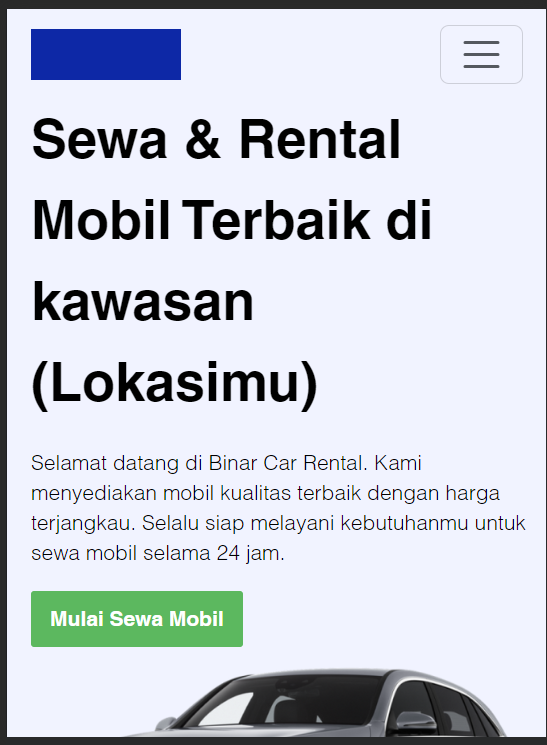 Sewa & Rental
Mobil Terbaik di
kawasan
(Lokasimu)
Selamat datang di Binar Car Rental. Kami
menyediakan mobil kualitas terbaik dengan harga
terjangkau. Selalu siap melayani kebutuhanmu untuk
sewa mobil selama 24 jam.
Mulai Sewa Mobil